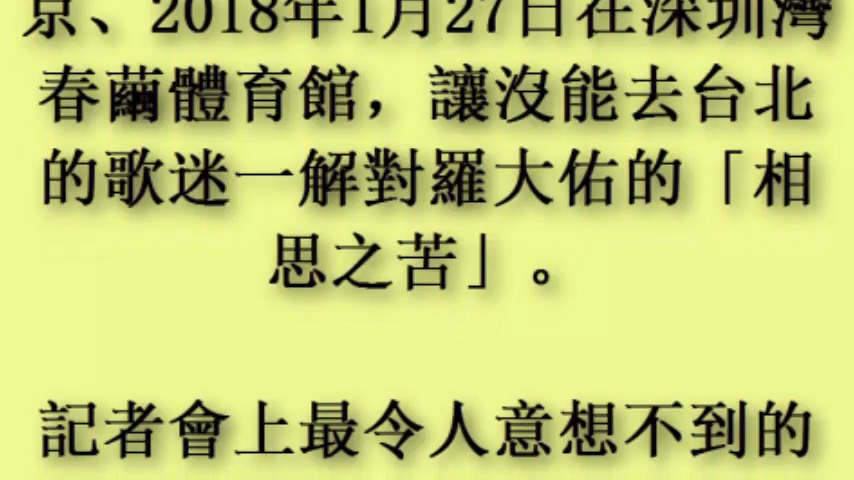 京、2018年1月27日在深圳灣
春繭體育館，讓沒能去台北
的歌迷一解對羅大佑的「相
思之苦」。
記者會上最令人意想不到的